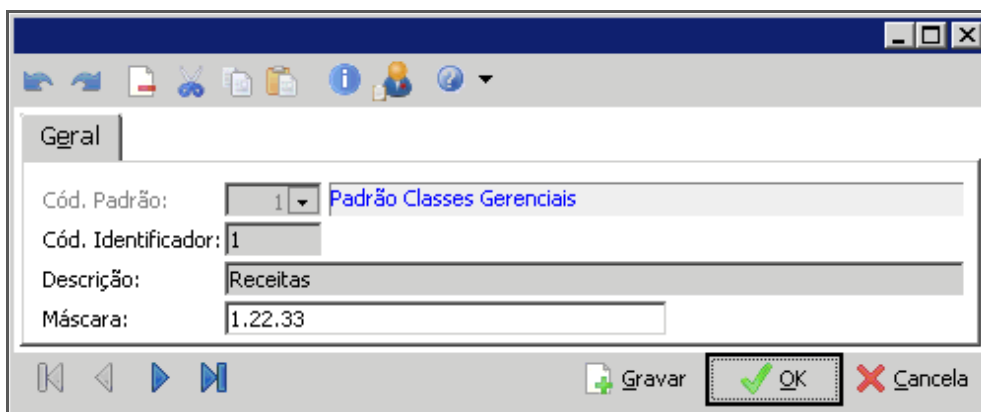 Geral
Cód. Padrão: 1 Padrão Classes Gerenciais
Cód. Identificador: 1
Descrição: Receitas
Máscara: 1.22.33
Gravar OK Cancela